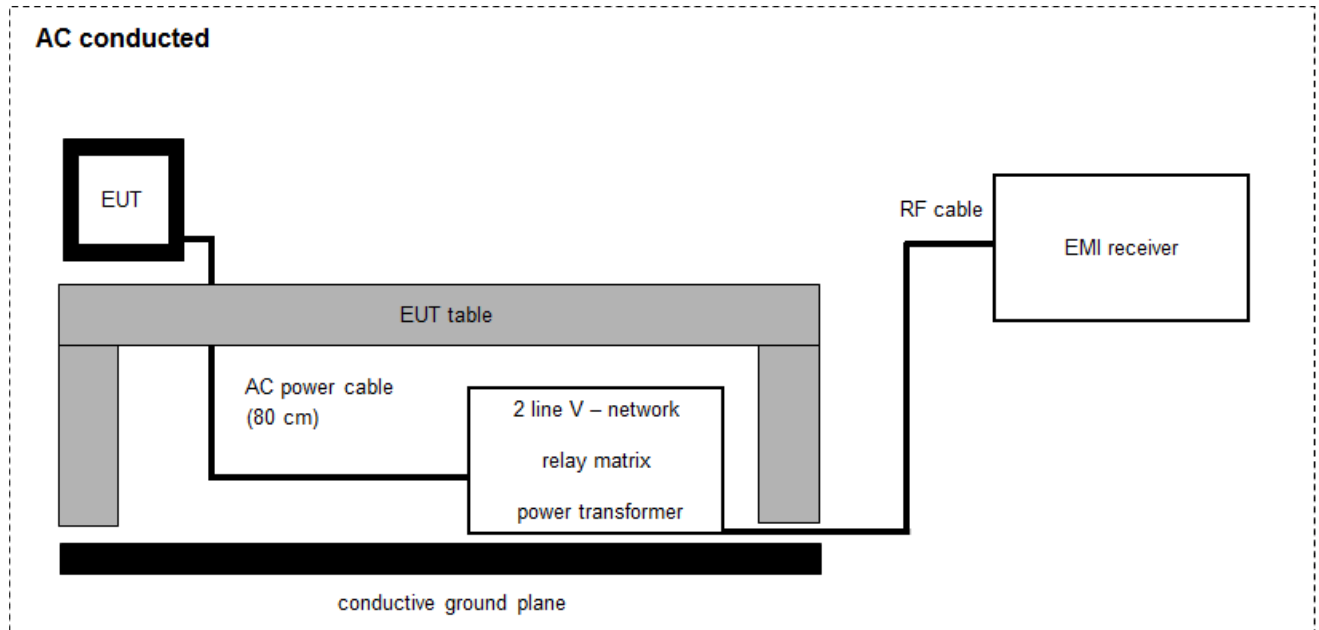 AC conducted
EUT
RF cable
EMI receiver
EUT table
AC power cable
(80 cm)
2 line V – network
relay matrix
power transformer
conductive ground plane